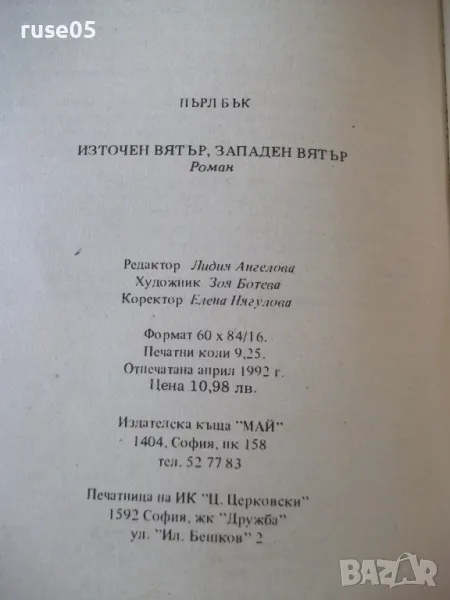 ruse05
ПЪРЛ БЪК
ИЗТОЧЕН ВЯТЪР, ЗАПАДЕН ВЯТЪР
Роман
Редактор Лидия Ангелова
Художник Зоя Ботева
Коректор Елена Нягулова
Формат 60 x 84/16.
Печатни коли 9,25.
Отпечатана април 1992 г.
Цена 10,98 лв.
Издателска къща "МАЙ"
1404, София, пк 158
тел. 52 77 83
Печатница на ИК "Ц. Церковски"
1592 София, жк "Дружба"
ул. "Ил. Бешков" 2
BAZAR